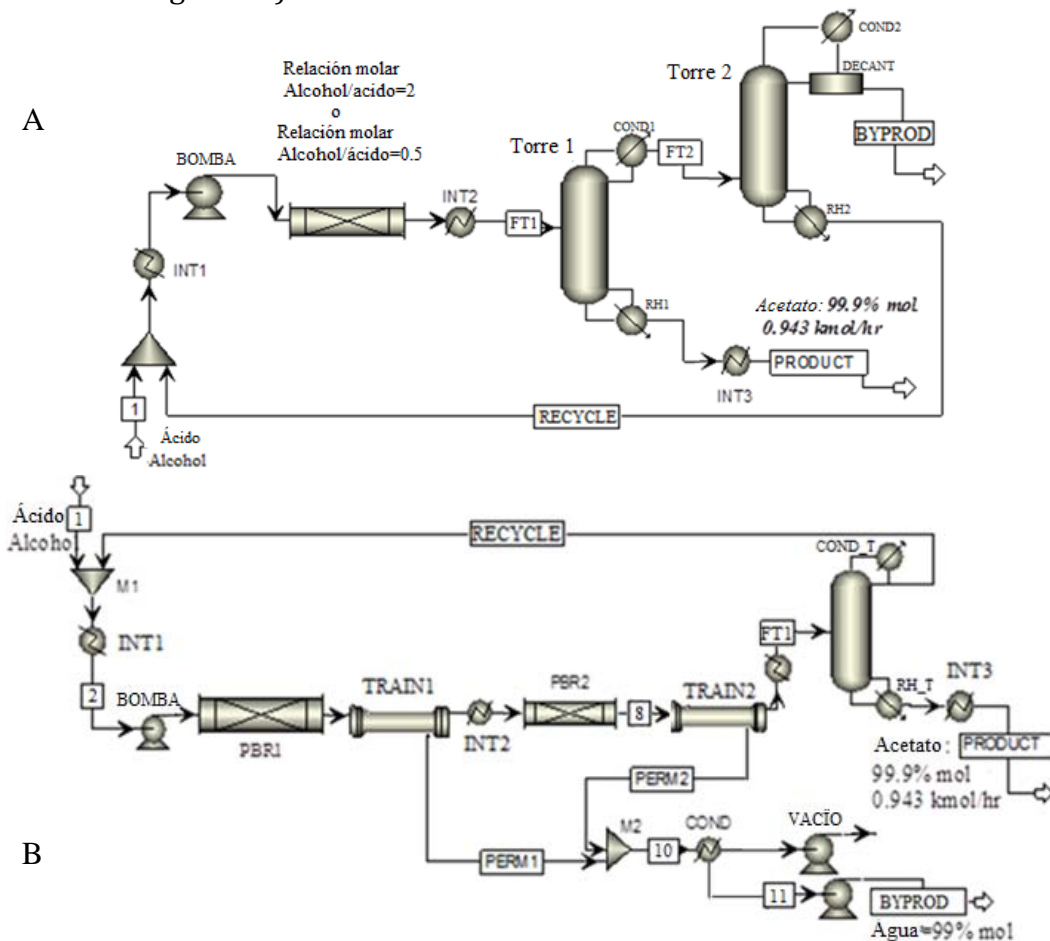 A
Relación molar
Alcohol/acido=2
o
Relación molar
Alcohol/ácido=0.5
BOMBA
INT1
INT2
FT1
Torre 1
COND1
FT2
Torre 2
COND2
DECANT
BYPROD
RH2
RH1
Acetato: 99.9% mol
0.943 kmol/hr
PRODUCT
INT3
RECYCLE
1
Ácido
Alcohol
Ácido
Alcoho
1
RECYCLE
M1
INT1
2
BOMBA
PBR1
TRAIN1
INT2
PBR2
8
TRAIN2
FT1
COND_T
RH_T
INT3
Acetato :
PRODUCT
99.9% mol
0.943 kmol/hr
PERM2
PERM1
M2
10
COND
VACÏO
11
BYPROD
Agua≈99% mol
B